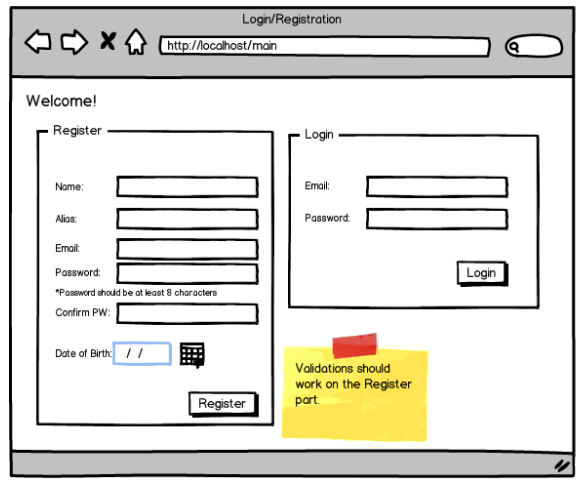 Login/Registration
http://localhost/main
Welcome!
Register
Name:
Alias:
Email:
Password:
*Password should be at least 8 characters
Confirm PW:
Date of Birth:
/ /
Register
Login
Email:
Password:
Login
Validations should
work on the Register
part.